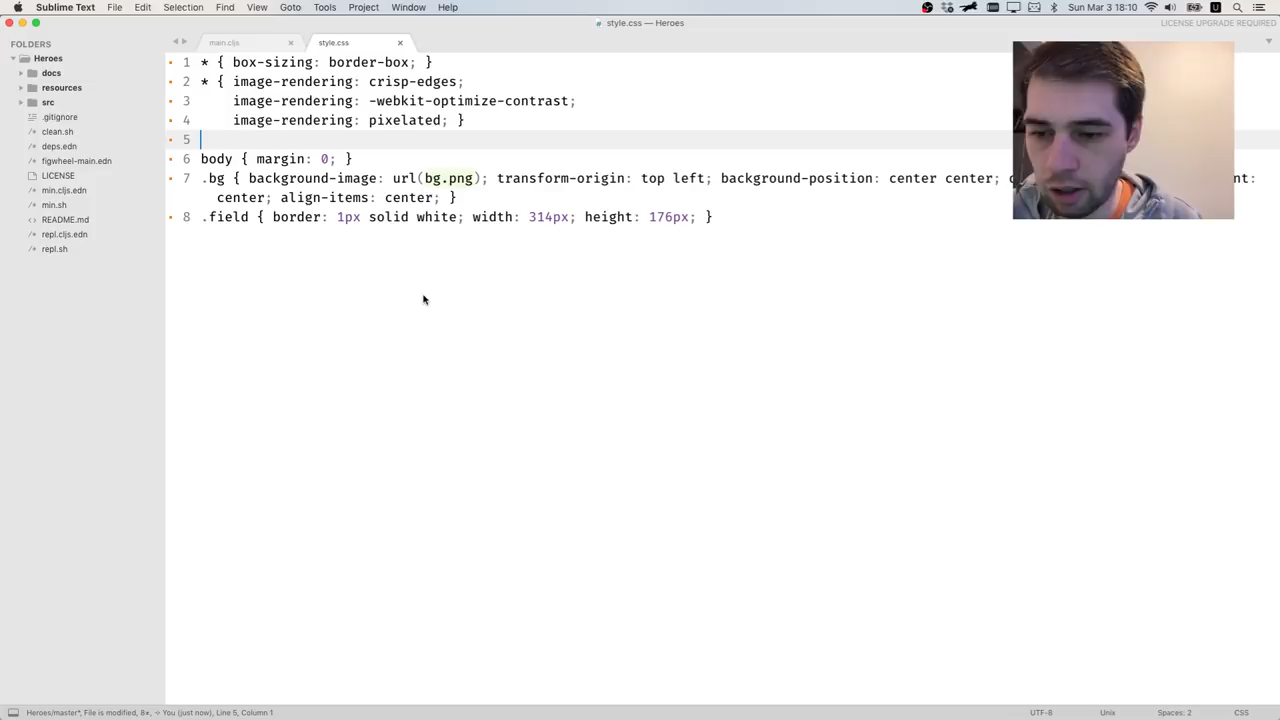 Sublime Text File Edit Selection Find View Goto Tools Project Window Help
Sun Mar 3 18:10
style.css — Heroes
LICENSE UPGRADE REQUIRED
FOLDERS
Heroes
docs
resources
src
.gitignore
clean.sh
deps.edn
figwheel-main.edn
LICENSE
min.cljs.edn
min.sh
README.md
repl.cljs.edn
repl.sh
main.cljs
style.css
1 * { box-sizing: border-box; }
2 * { image-rendering: crisp-edges;
3 image-rendering: -webkit-optimize-contrast;
4 image-rendering: pixelated; }
5
6 body { margin: 0; }
7 .bg { background-image: url(bg.png); transform-origin: top left; background-position: center center;
center; align-items: center; }
8 .field { border: 1px solid white; width: 314px; height: 176px; }
Heroes/master*, File is modified, 8≠, ÷ You (just now), Line 5, Column 1
UTF-8
Unix
Spaces: 2
CSS